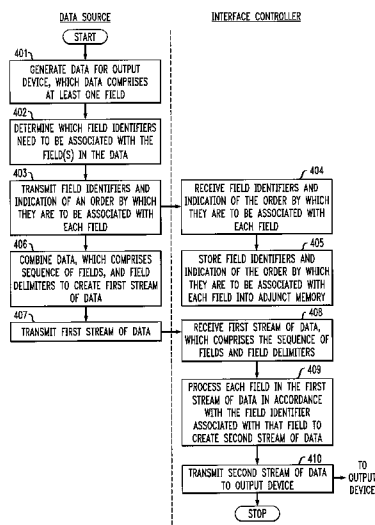 DATA SOURCE
INTERFACE CONTROLLER
START
401
GENERATE DATA FOR OUTPUT
DEVICE, WHICH DATA COMPRISES
AT LEAST ONE FIELD
402
DETERMINE WHICH FIELD IDENTIFIERS
NEED TO BE ASSOCIATED WITH THE
FIELD(S) IN THE DATA
403
TRANSMIT FIELD IDENTIFIERS AND
INDICATION OF AN ORDER BY WHICH
THEY ARE TO BE ASSOCIATED WITH
EACH FIELD
404
RECEIVE FIELD IDENTIFIERS AND
INDICATION OF THE ORDER BY WHICH
THEY ARE TO BE ASSOCIATED WITH
EACH FIELD
406
COMBINE DATA, WHICH COMPRISES
SEQUENCE OF FIELDS, AND FIELD
DELIMITERS TO CREATE FIRST STREAM
OF DATA
405
STORE FIELD IDENTIFIERS AND
INDICATION OF THE ORDER BY WHICH
THEY ARE TO BE ASSOCIATED WITH
EACH FIELD INTO ADJUNCT MEMORY
407
TRANSMIT FIRST STREAM OF DATA
408
RECEIVE FIRST STREAM OF DATA,
WHICH COMPRISES THE SEQUENCE OF
FIELDS AND FIELD DELIMITERS
409
PROCESS EACH FIELD IN THE FIRST
STREAM OF DATA IN ACCORDANCE
WITH THE FIELD IDENTIFIER
ASSOCIATED WITH THAT FIELD TO
CREATE SECOND STREAM OF DATA
410
TRANSMIT SECOND STREAM OF DATA
TO OUTPUT DEVICE
TO
OUTPUT
DEVICE
STOP